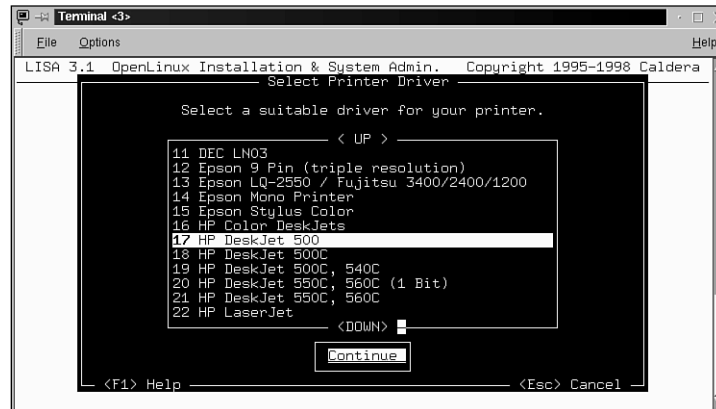 Terminal <3>
File Options Help
LISA 3.1 OpenLinux Installation & System Admin. Copyright 1995-1998 Caldera
Select Printer Driver
Select a suitable driver for your printer.
< UP >
11 DEC LN03
12 Epson 9 Pin (triple resolution)
13 Epson LQ-2550 / Fujitsu 3400/2400/1200
14 Epson Mono Printer
15 Epson Stylus Color
16 HP Color DeskJets
17 HP DeskJet 500
18 HP DeskJet 500C
19 HP DeskJet 500C, 540C
20 HP DeskJet 550C, 560C (1 Bit)
21 HP DeskJet 550C, 560C
22 HP LaserJet
<DOWN>
Continue
<F1> Help <Esc> Cancel